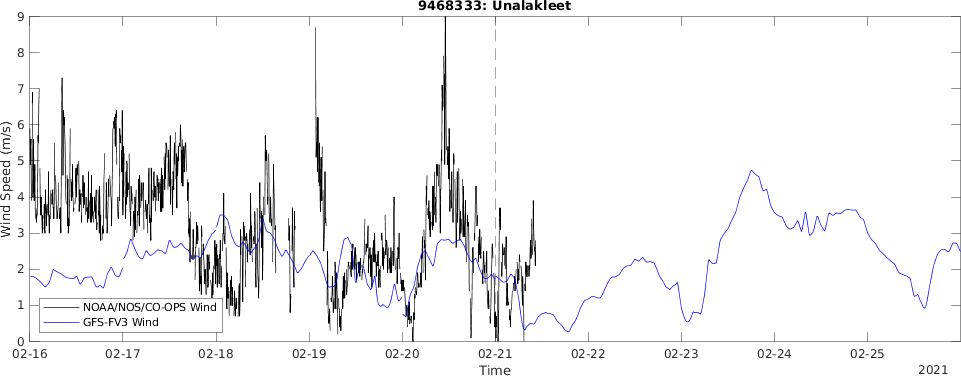 9468333: Unalakleet
9
8
7
6
5
4
3
2
1
0
Wind Speed (m/s)
NOAA/NOS/CO-OPS Wind
GFS-FV3 Wind
02-16 02-17 02-18 02-19 02-20 02-21 02-22 02-23 02-24 02-25
Time
2021